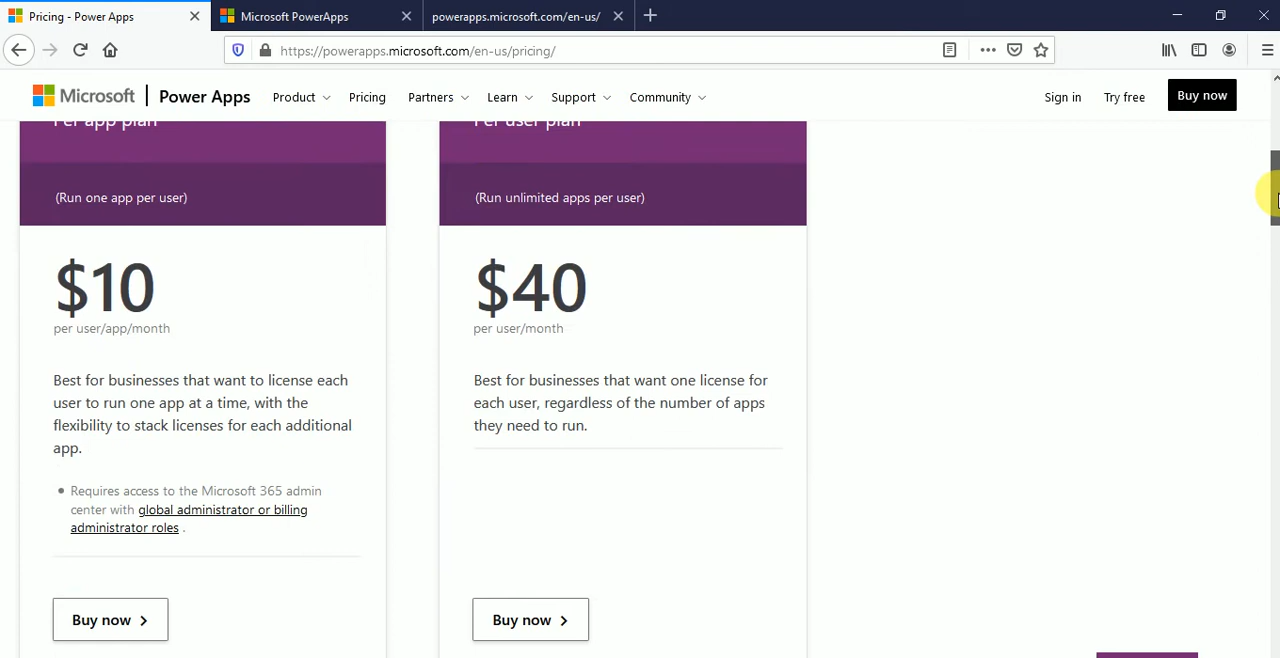 Pricing - Power Apps
Microsoft PowerApps
powerapps.microsoft.com/en-us/
https://powerapps.microsoft.com/en-us/pricing/
Microsoft | Power Apps Product Pricing Partners Learn Support Community Sign in Try free Buy now
Per app plan
(Run one app per user)
$10
per user/app/month
Best for businesses that want to license each
user to run one app at a time, with the
flexibility to stack licenses for each additional
app.
Requires access to the Microsoft 365 admin
center with global administrator or billing
administrator roles .
Buy now
Per user plan
(Run unlimited apps per user)
$40
per user/month
Best for businesses that want one license for
each user, regardless of the number of apps
they need to run.
Buy now